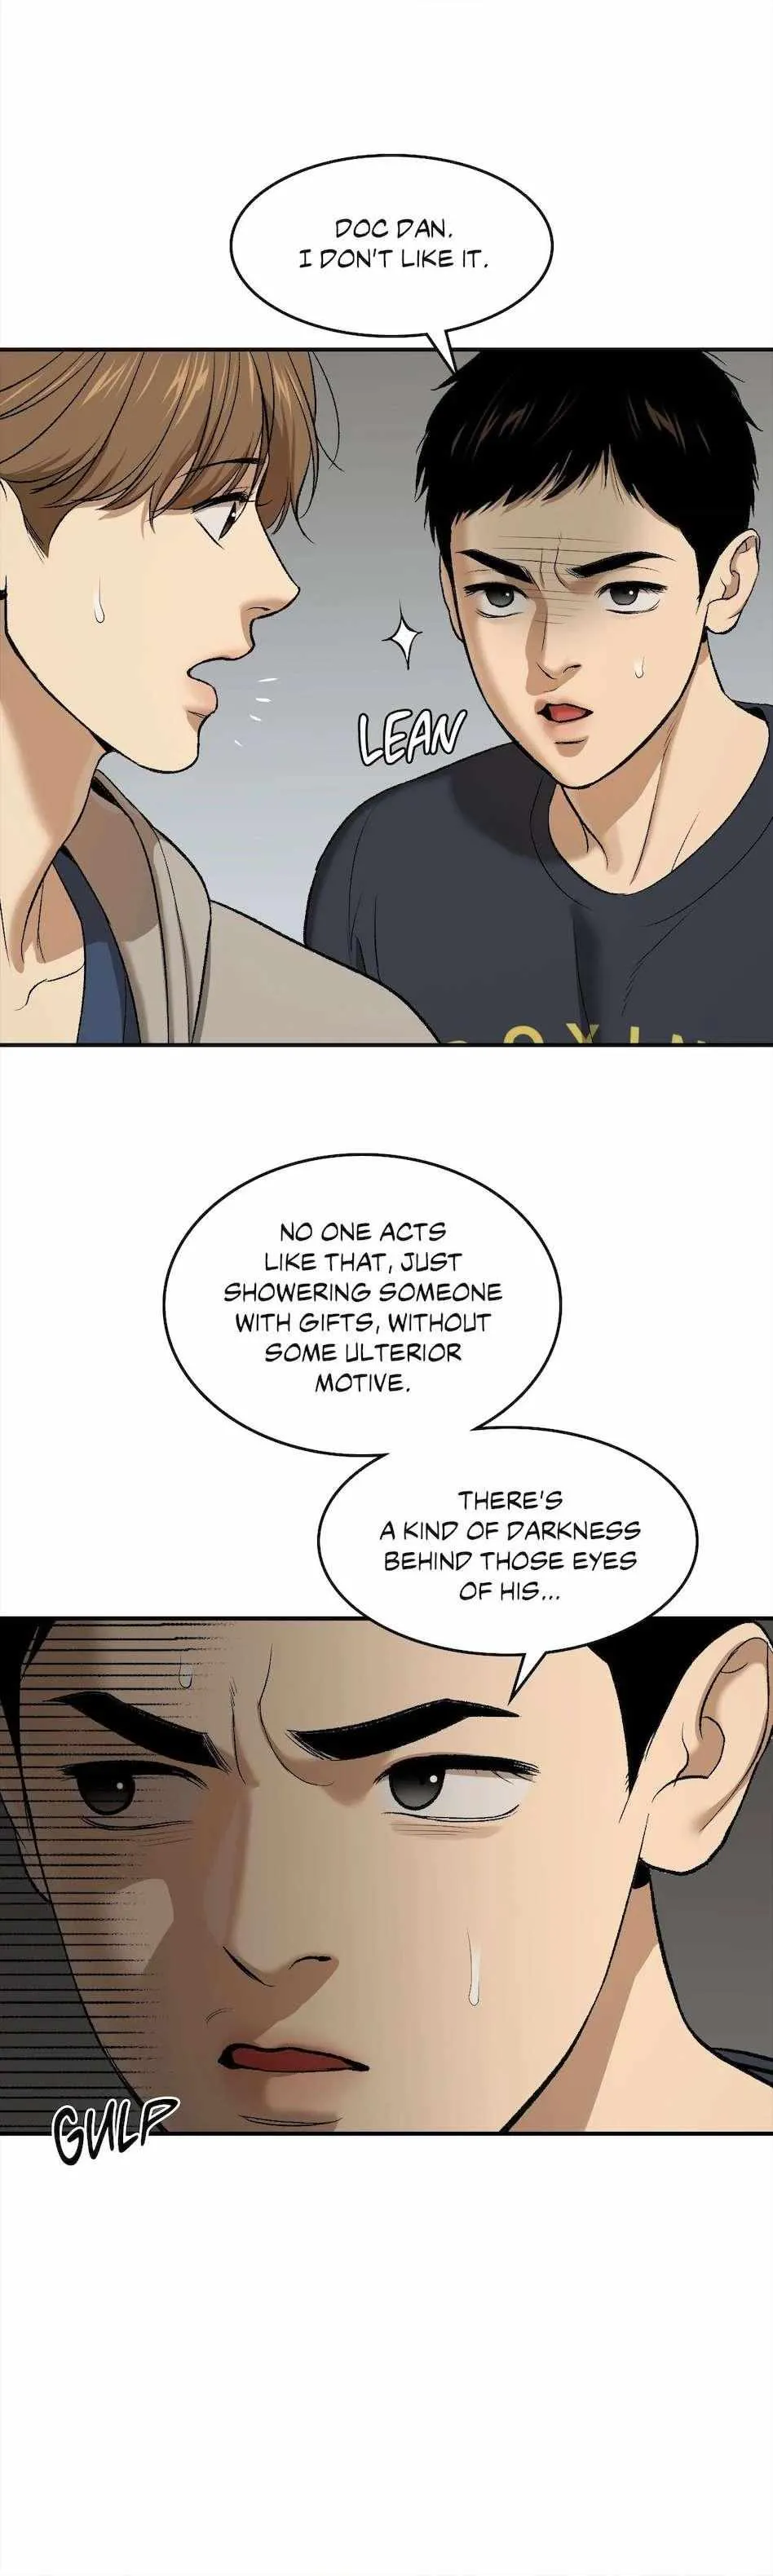 DOC DAN.
I DON'T LIKE IT.
LEAN
OXIN
NO ONE ACTS
LIKE THAT, JUST
SHOWERING SOMEONE
WITH GIFTS, WITHOUT
SOME ULTERIOR
MOTIVE.
THERE'S
A KIND OF DARKNESS
BEHIND THOSE EYES
OF HIS...
GULP